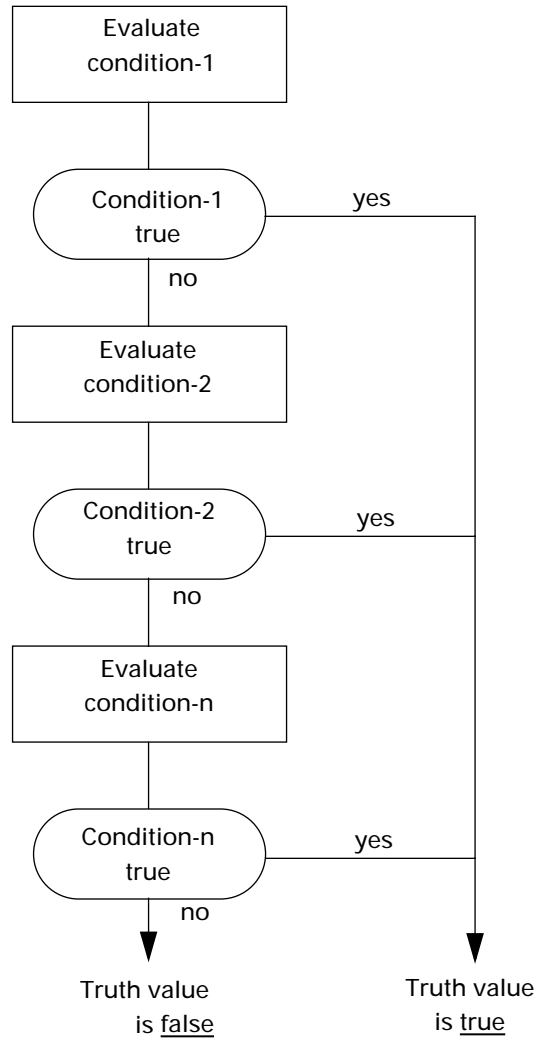 Evaluate
condition-1
Condition-1
true
yes
no
Evaluate
condition-2
Condition-2
true
yes
no
Evaluate
condition-n
Condition-n
true
yes
no
Truth value
is false
Truth value
is true